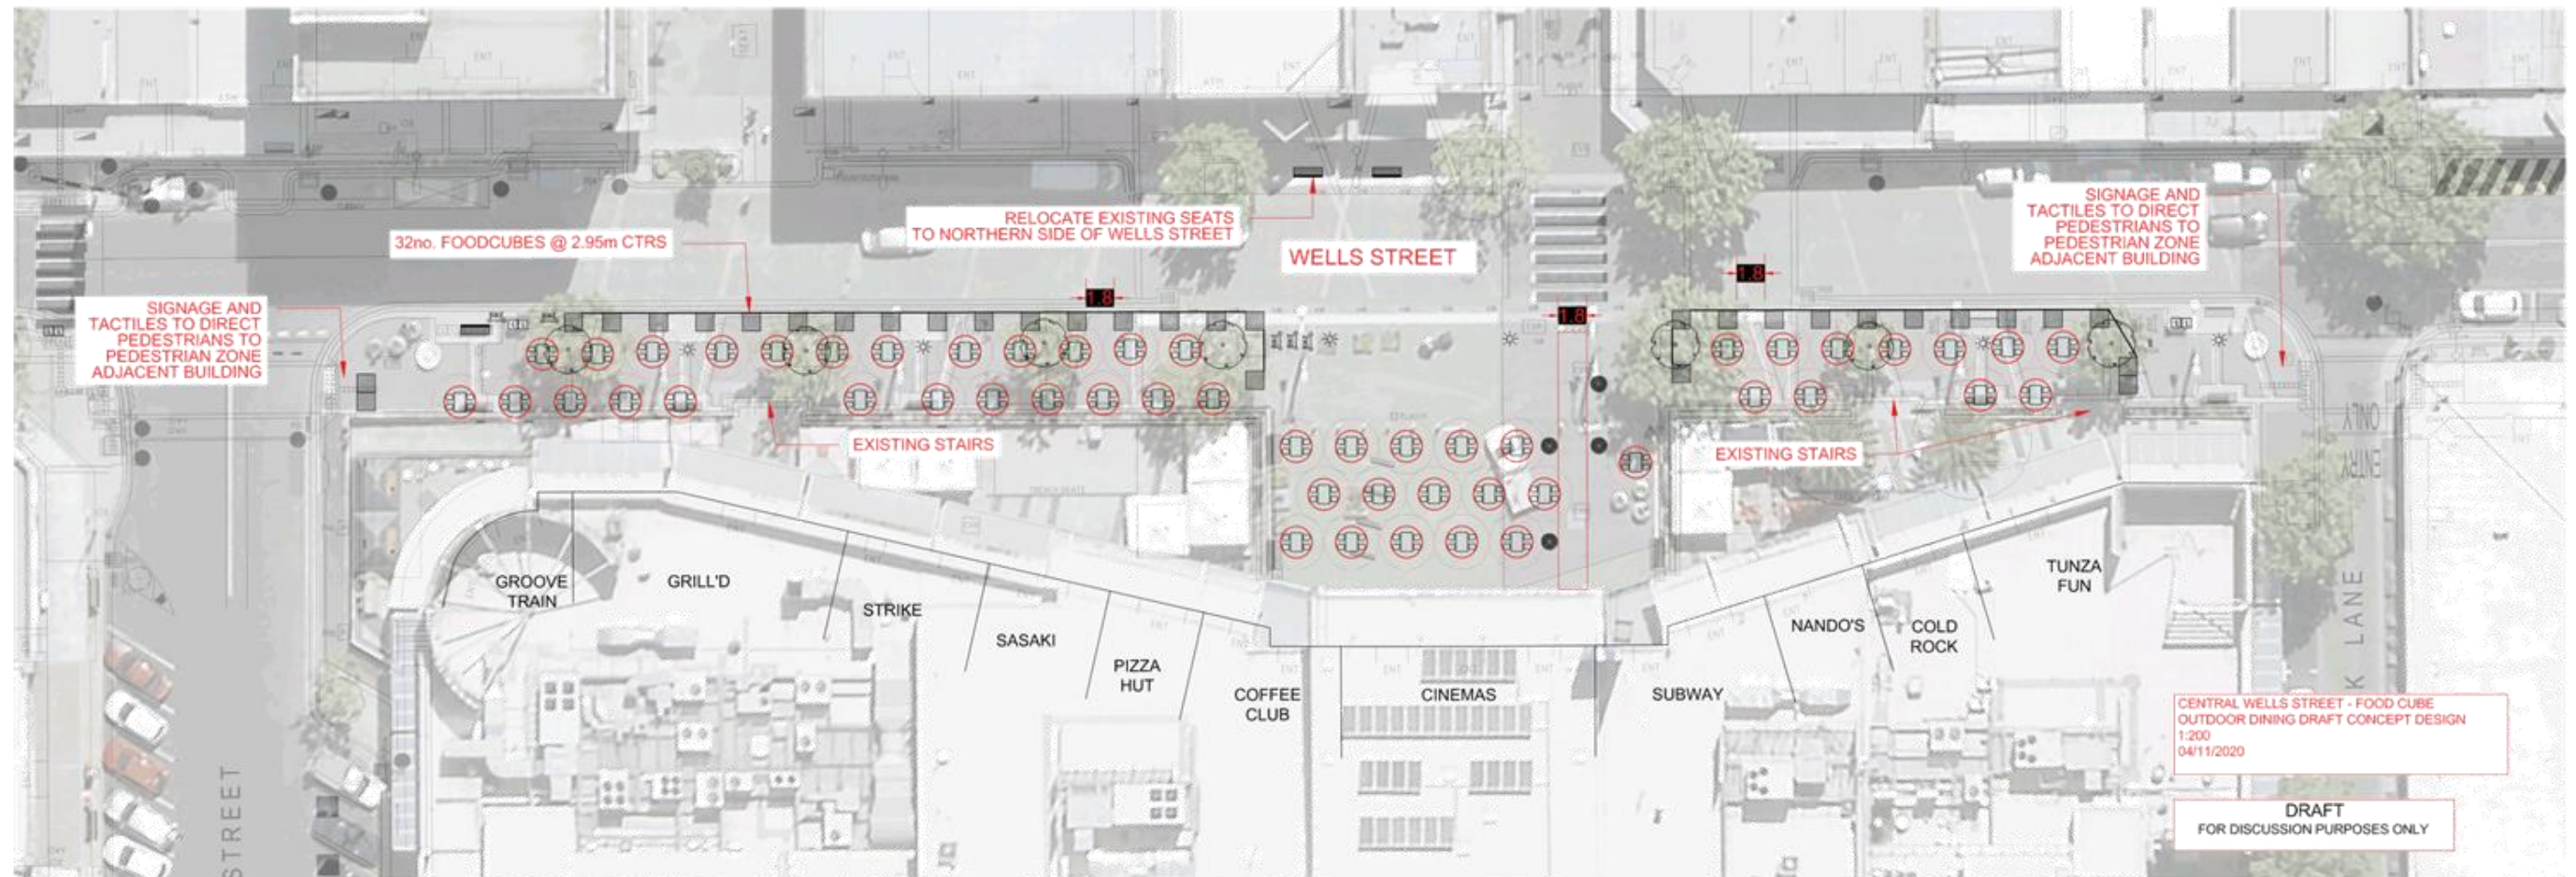 RELOCATE EXISTING SEATS
TO NORTHERN SIDE OF WELLS STREET
32no. FOODCUBES @ 2.95m CTRS
WELLS STREET
SIGNAGE AND
TACTILES TO DIRECT
PEDESTRIANS TO
PEDESTRIAN ZONE
ADJACENT BUILDING
1.8
1.8
1.8
SIGNAGE AND
TACTILES TO DIRECT
PEDESTRIANS TO
PEDESTRIAN ZONE
ADJACENT BUILDING
EXISTING STAIRS
EXISTING STAIRS
ONLY
ENTRY
GROOVE
TRAIN
GRILL'D
STRIKE
SASAKI
PIZZA
HUT
COFFEE
CLUB
CINEMAS
SUBWAY
NANDO'S
COLD
ROCK
TUNZA
FUN
STREET
K LANE
CENTRAL WELLS STREET - FOOD CUBE
OUTDOOR DINING DRAFT CONCEPT DESIGN
1:200
04/11/2020
DRAFT
FOR DISCUSSION PURPOSES ONLY